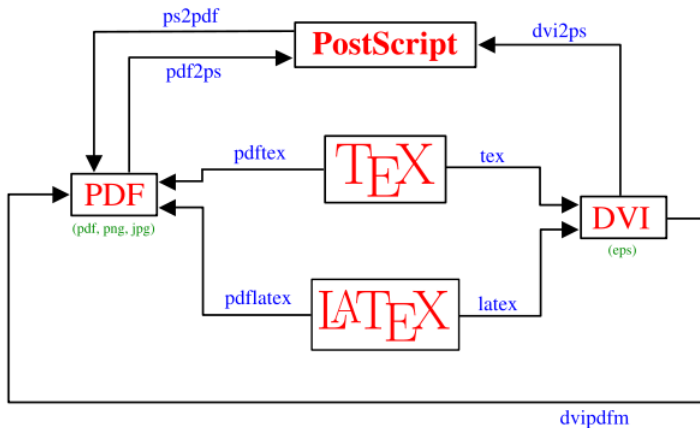 ps2pdf
PostScript
dvi2ps
pdf2ps
pdftex
TEX
tex
PDF
DVI
(pdf, png, jpg)
(eps)
pdflatex
LATEX
latex
dvipdfm